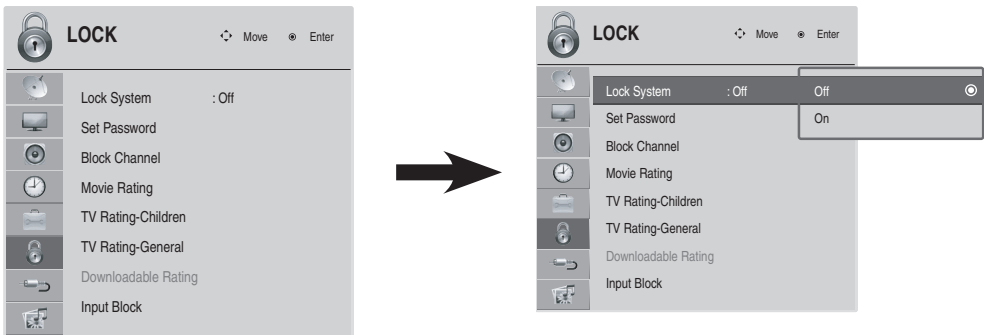 LOCK Move Enter
Lock System : Off
Set Password
Block Channel
Movie Rating
TV Rating-Children
TV Rating-General
Downloadable Rating
Input Block
LOCK Move Enter
Lock System : Off Off
Set Password On
Block Channel
Movie Rating
TV Rating-Children
TV Rating-General
Downloadable Rating
Input Block